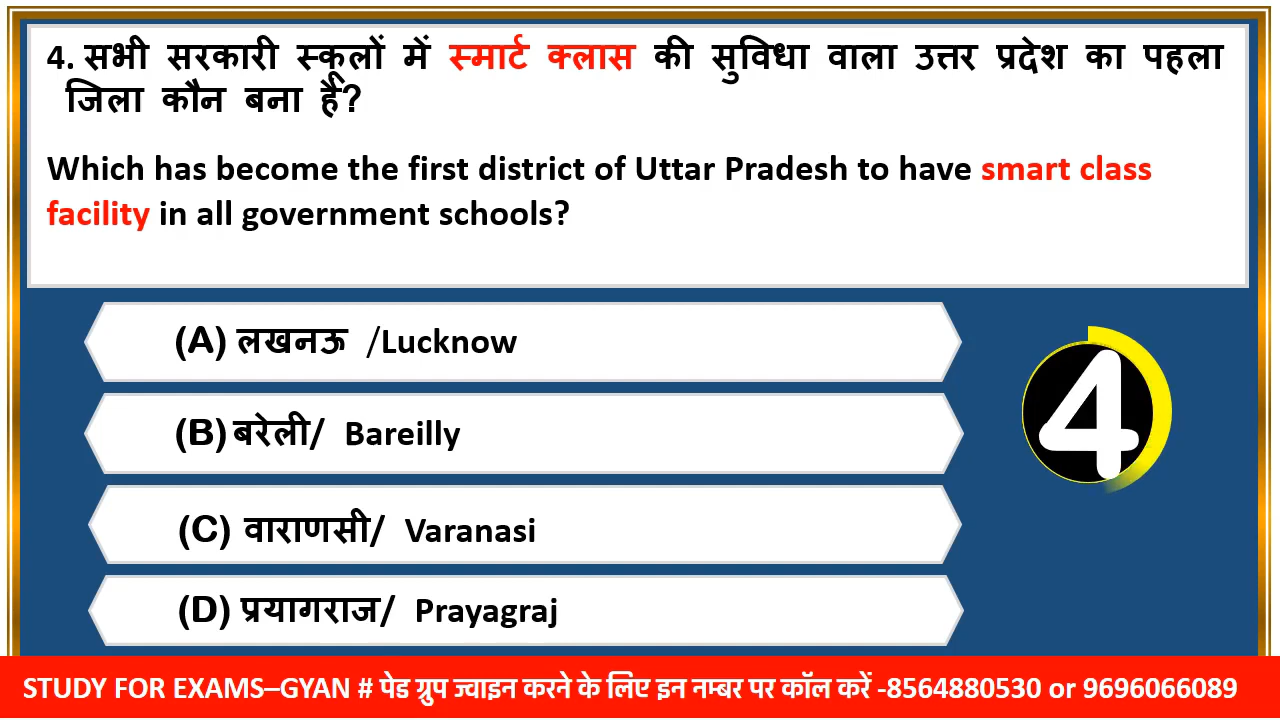 4. सभी सरकारी स्कूलों में स्मार्ट क्लास की सुविधा वाला उत्तर प्रदेश का पहला
जिला कौन बना है?
Which has become the first district of Uttar Pradesh to have smart class
facility in all government schools?
(A) लखनऊ /Lucknow
(B) बरेली/ Bareilly
4
(C) वाराणसी/ Varanasi
(D) प्रयागराज/ Prayagraj
STUDY FOR EXAMS–GYAN # पेड ग्रुप ज्वाइन करने के लिए इन नम्बर पर कॉल करें -8564880530 or 9696066089